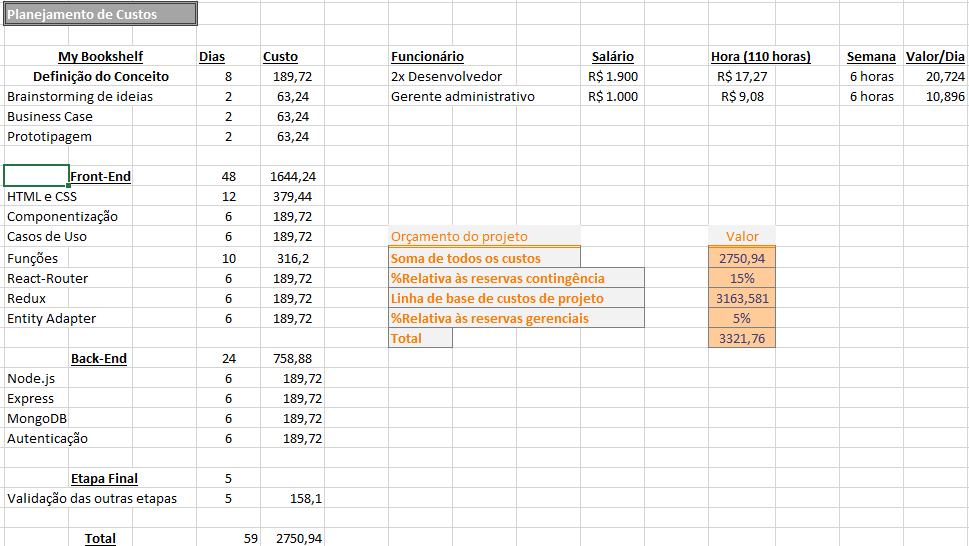 Planejamento de Custos
My Bookshelf Dias Custo Funcionário Salário Hora (110 horas) Semana Valor/Dia
Definição do Conceito 8 189,72 2x Desenvolvedor R$ 1.900 R$ 17,27 6 horas 20,724
Brainstorming de ideias 2 63,24 Gerente administrativo R$ 1.000 R$ 9,08 6 horas 10,896
Business Case 2 63,24
Prototipagem 2 63,24
Front-End 48 1644,24
HTML e CSS 12 379,44
Componentização 6 189,72
Casos de Uso 6 189,72 Orçamento do projeto Valor
Funções 10 316,2 Soma de todos os custos 2750,94
React-Router 6 189,72 %Relativa às reservas contingência 15%
Redux 6 189,72 Linha de base de custos de projeto 3163,581
Entity Adapter 6 189,72 %Relativa às reservas gerenciais 5%
Total 3321,76
Back-End 24 758,88
Node.js 6 189,72
Express 6 189,72
MongoDB 6 189,72
Autenticação 6 189,72
Etapa Final 5
Validação das outras etapas 5 158,1
Total 59 2750,94